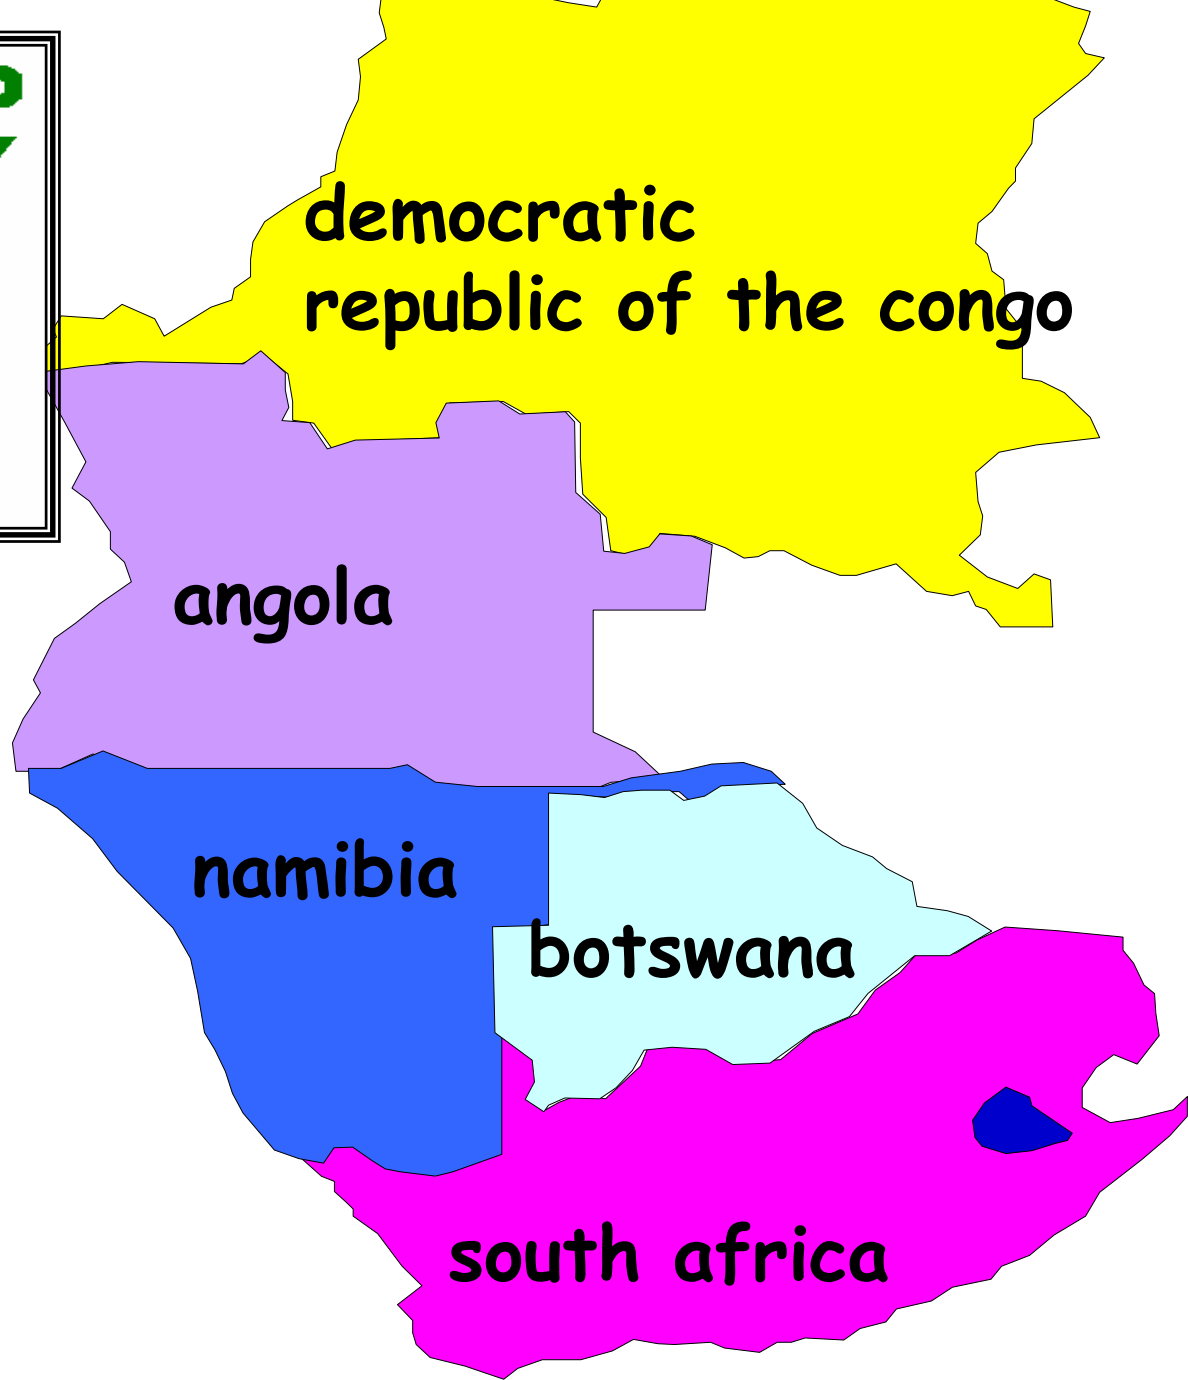 democratic
republic of the congo
angola
namibia
botswana
south africa